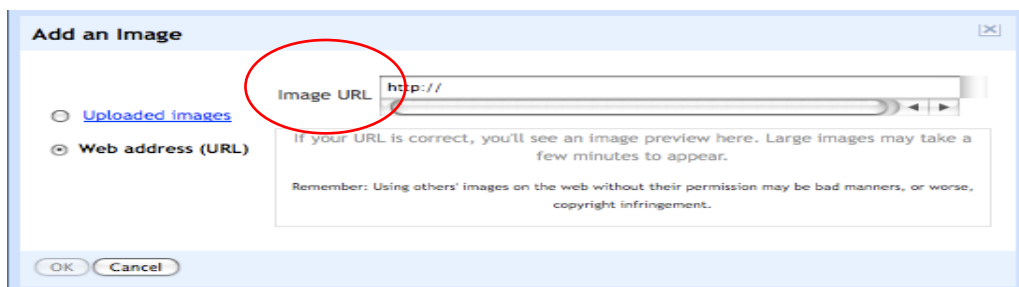 Add an Image
Image URL http://
Uploaded images
Web address (URL)
If your URL is correct, you'll see an image preview here. Large images may take a
few minutes to appear.
Remember: Using others' images on the web without their permission may be bad manners, or worse,
copyright infringement.
OK Cancel